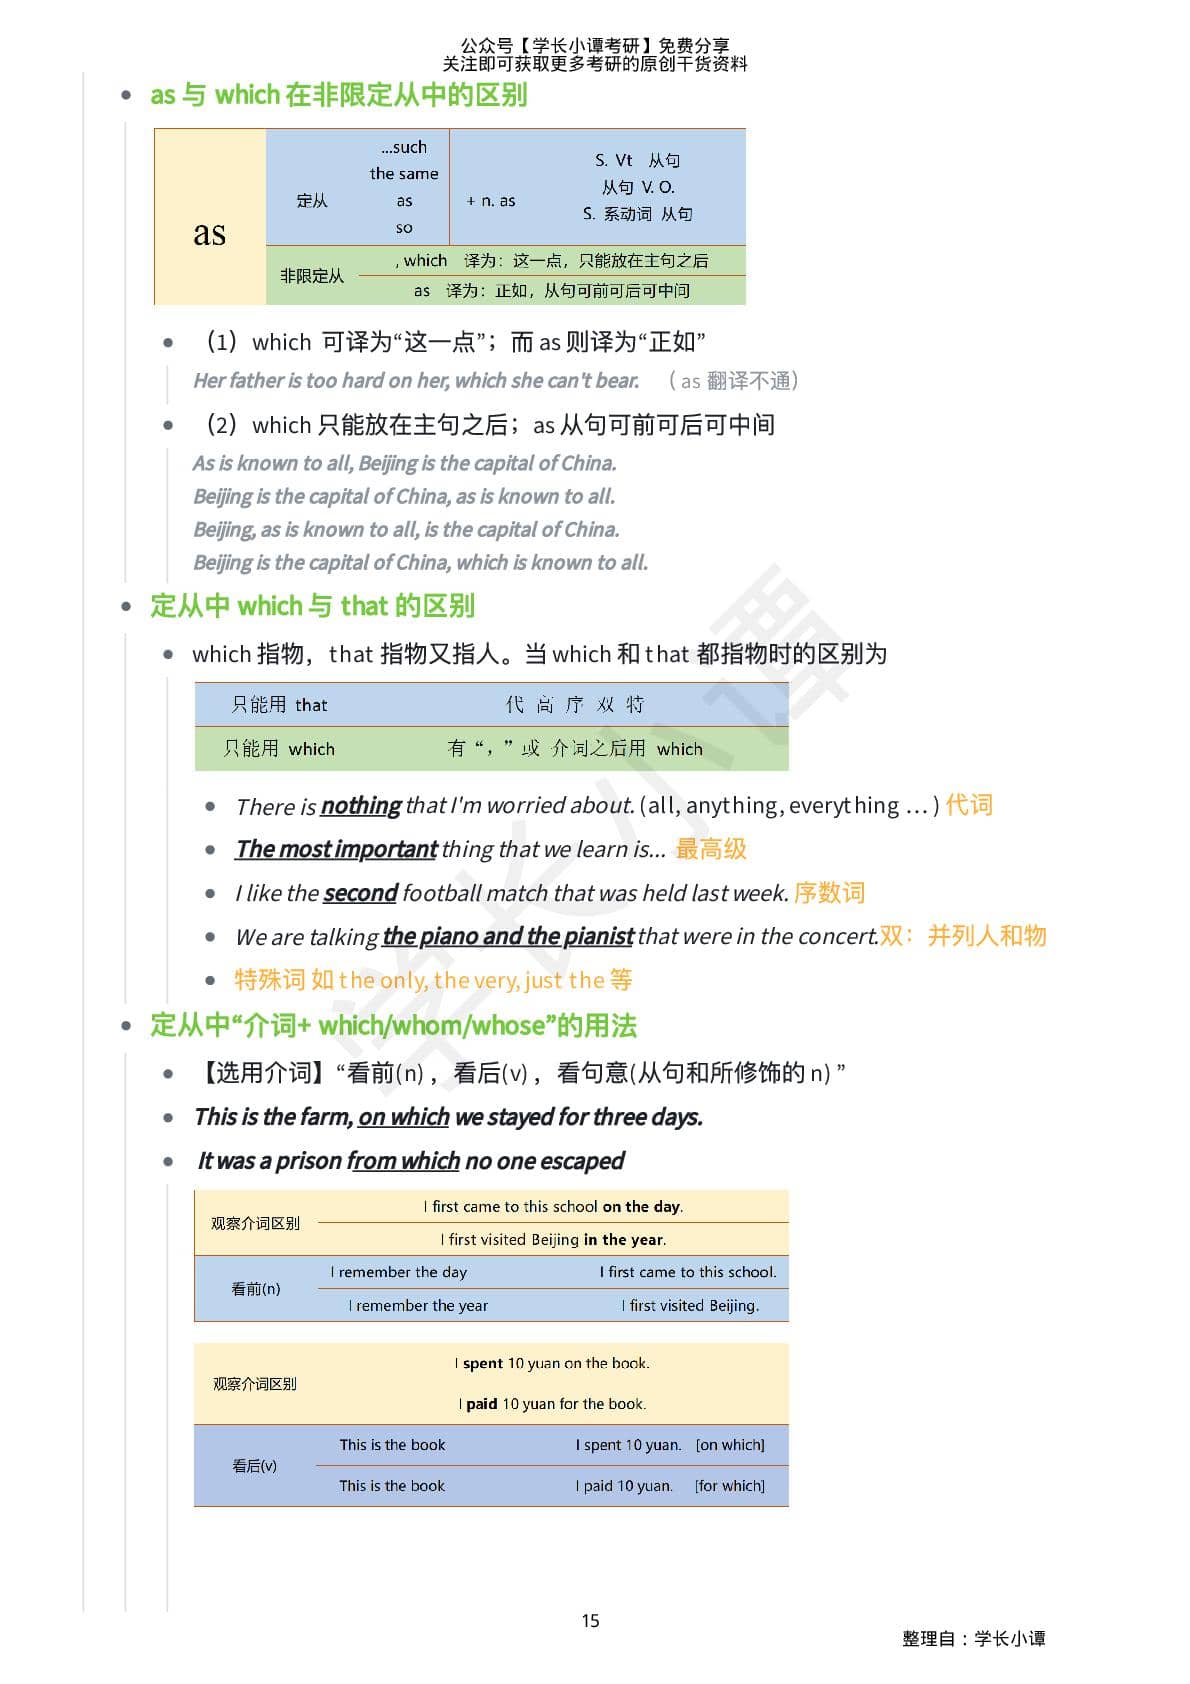 公众号【学长小谭考研】免费分享
关注即可获取更多考研的原创干货资料
as 与 which 在非限定从中的区别
as
定从
...such
the same
as
so
+ n. as
S. Vt 从句
从句 V. O.
S. 系动词 从句
非限定从
, which 译为：这一点，只能放在主句之后
as 译为：正如，从句可前可后可中间
（1）which 可译为“这一点”；而 as 则译为“正如”
Her father is too hard on her, which she can't bear. （ as 翻译不通）
（2）which 只能放在主句之后；as 从句可前可后可中间
As is known to all, Beijing is the capital of China.
Beijing is the capital of China, as is known to all.
Beijing, as is known to all, is the capital of China.
Beijing is the capital of China, which is known to all.
定从中 which 与 that 的区别
which 指物，that 指物又指人。当 which 和 that 都指物时的区别为
只能用 that 代 高 序 双 特
只能用 which 有 “，” 或 介词之后用 which
There is nothing that I'm worried about. (all, anything, everything …) 代词
The most important thing that we learn is... 最高级
I like the second football match that was held last week. 序数词
We are talking the piano and the pianist that were in the concert.双：并列人和物
特殊词 如 the only, the very, just the 等
定从中“介词+ which/whom/whose”的用法
【选用介词】“看前(n)，看后(v)，看句意(从句和所修饰的 n) ”
This is the farm, on which we stayed for three days.
It was a prison from which no one escaped
观察介词区别
I first came to this school on the day.
I first visited Beijing in the year.
看前(n)
I remember the day I first came to this school.
I remember the year I first visited Beijing.
观察介词区别
I spent 10 yuan on the book.
I paid 10 yuan for the book.
看后(v)
This is the book I spent 10 yuan. [on which]
This is the book I paid 10 yuan. [for which]
学长小谭
15
整理自：学长小谭